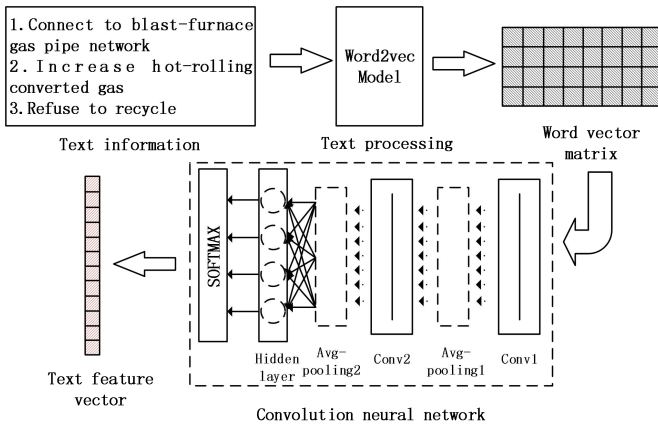 1.Connect to blast-furnace
gas pipe network
2. Increase hot-rolling
converted gas
3.Refuse to recycle
Text information
Word2vec
Model
Text processing
Word vector
matrix
SOFTMAX
Hidden
layer
Avg-
pooling2
Conv2
Avg-
pooling1
Conv1
Text feature
vector
Convolution neural network